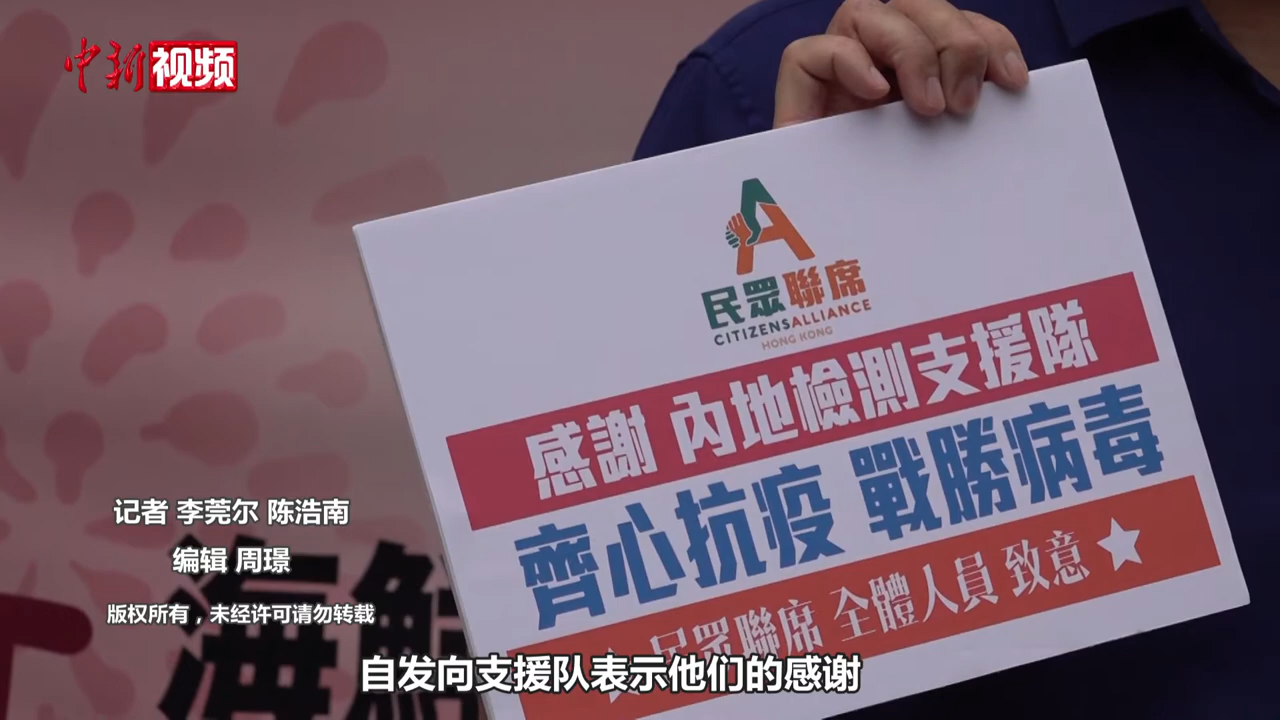 中新视频
民眾聯席
CITIZENSALLIANCE
HONG KONG
感謝 內地檢測支援隊
齊心抗疫 戰勝病毒
民眾聯席 全體人員 致意
记者 李莞尔 陈浩南
编辑 周璟
海鮮
版权所有，未经许可请勿转载
自发向支援队表示他们的感谢